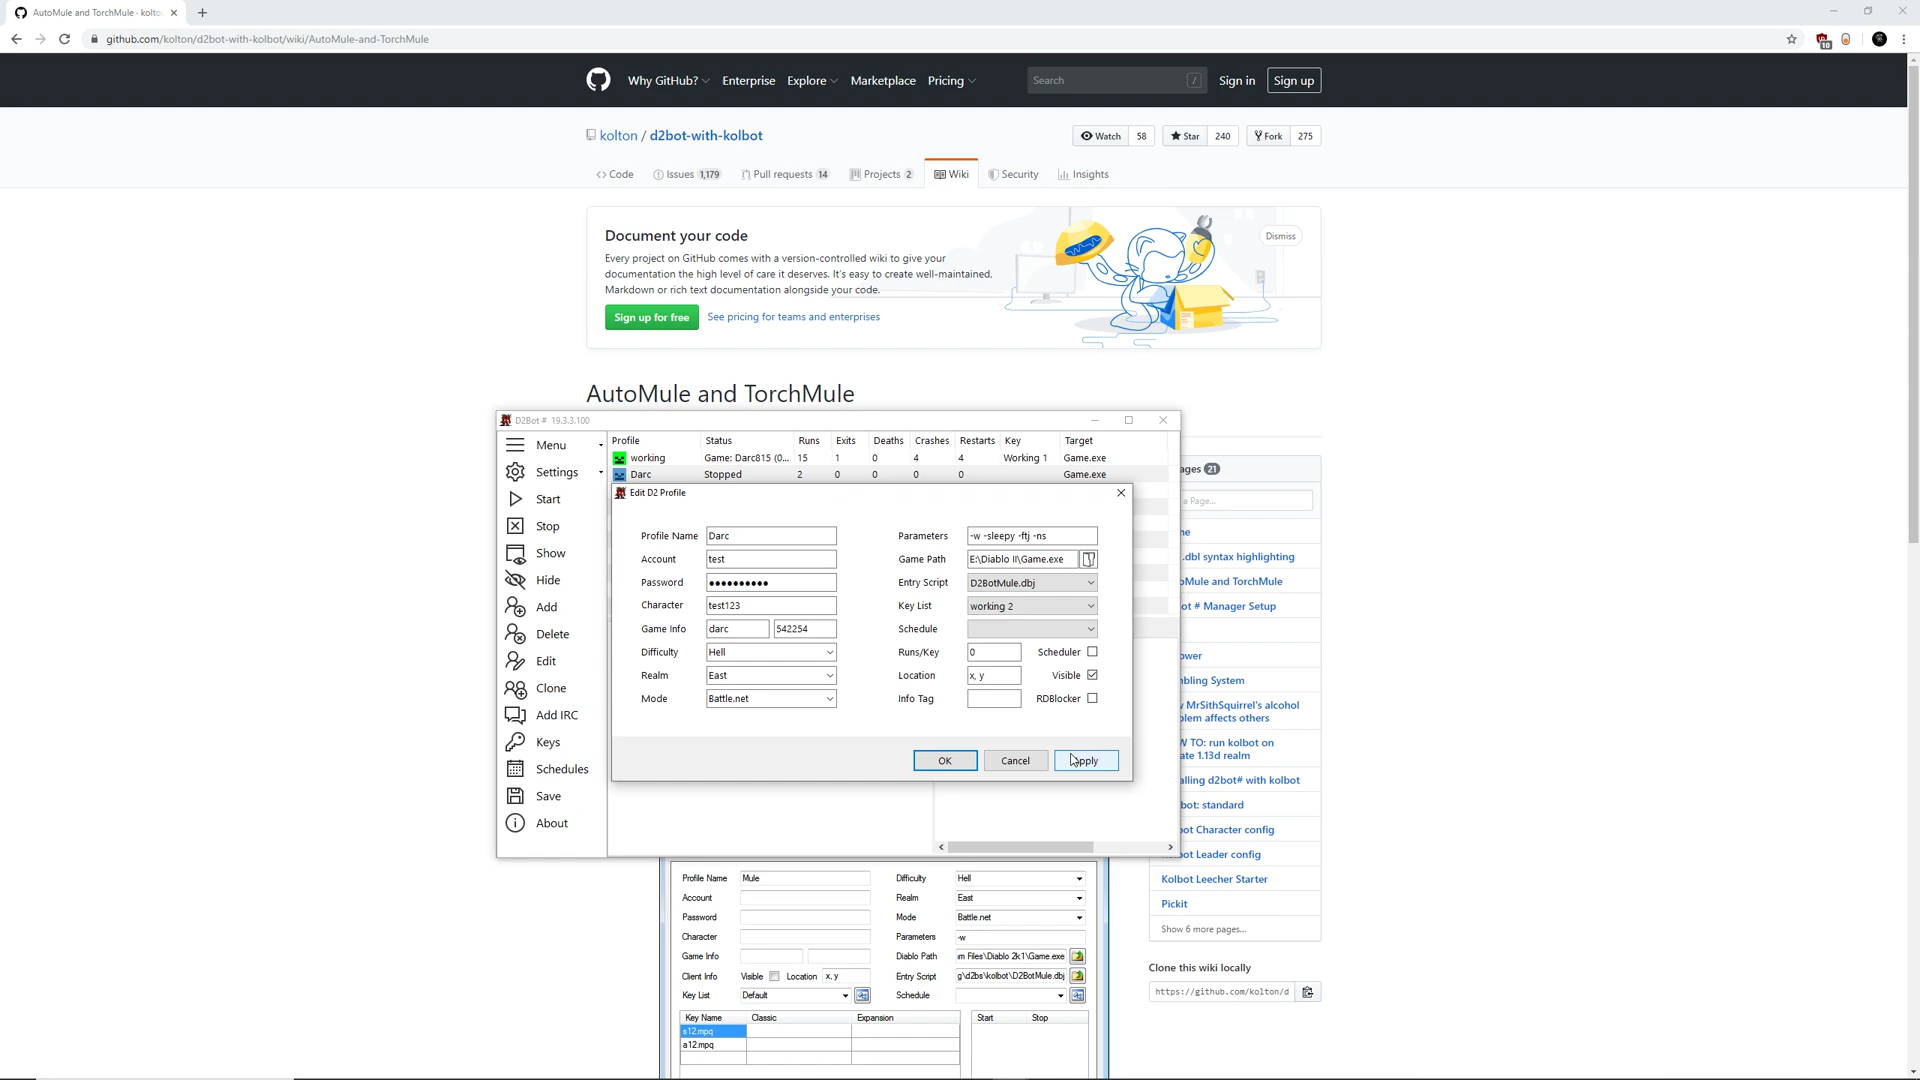 AutoMule and TorchMule · kolto
github.com/kolton/d2bot-with-kolbot/wiki/AutoMule-and-TorchMule
10
Why GitHub? Enterprise Explore Marketplace Pricing Search / Sign in Sign up
kolton / d2bot-with-kolbot
Watch 58 Star 240 Fork 275
Code Issues 1,179 Pull requests 14 Projects 2 Wiki Security Insights
Document your code
Dismiss
Every project on GitHub comes with a version-controlled wiki to give your
documentation the high level of care it deserves. It's easy to create well-maintained,
Markdown or rich text documentation alongside your code.
Sign up for free See pricing for teams and enterprises
AutoMule and TorchMule
D2Bot # 19.3.3.100
Menu
Settings
Start
Stop
Show
Hide
Add
Delete
Edit
Clone
Add IRC
Keys
Schedules
Save
About
Profile Status Runs Exits Deaths Crashes Restarts Key Target
working Game: Darc815 (0... 15 1 0 4 4 Working 1 Game.exe
Darc Stopped 2 0 0 0 0 Game.exe
Edit D2 Profile
Profile Name Darc
Account test
Password ●●●●●●●●●●
Character test123
Game Info darc 542254
Difficulty Hell
Realm East
Mode Battle.net
Parameters -w -sleepy -ftj -ns
Game Path E:\Diablo II\Game.exe
Entry Script D2BotMule.dbj
Key List working 2
Schedule
Runs/Key 0 Scheduler
Location x, y Visible
Info Tag RDBlocker
OK Cancel pply
ages 21
a Page...
me
.dbl syntax highlighting
oMule and TorchMule
ot # Manager Setup
ower
mbling System
w MrSithSquirrel's alcohol
blem affects others
W TO: run kolbot on
ate 1.13d realm
alling d2bot# with kolbot
bot: standard
ot Character config
ot Leader config
Kolbot Leecher Starter
Pickit
Show 6 more pages...
Clone this wiki locally
https://github.com/kolton/d
Profile Name Mule
Account
Password
Character
Game Info
Client Info Visible Location x, y
Key List Default
Difficulty Hell
Realm East
Mode Battle.net
Parameters -w
Diablo Path m Files\Diablo 2k1\Game.exe
Entry Script g\d2bs\kolbot\D2BotMule.dbj
Schedule
Key Name Classic Expansion
s12.mpq
a12.mpq
Start Stop